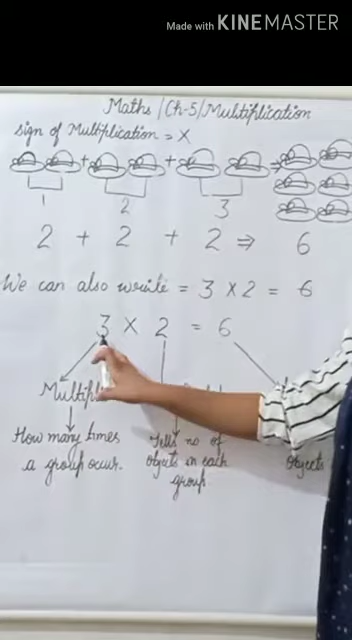 Made with KINEMASTER
Maths/Ch-5/Multiplication
Sign of Multiplication = X
+ + ⇒
1 2 3
2 + 2 + 2 ⇒ 6
We can also write = 3 X 2 = 6
3 X 2 = 6
How many times
a group occur.
Tells no of
objects in each
group.
Objects